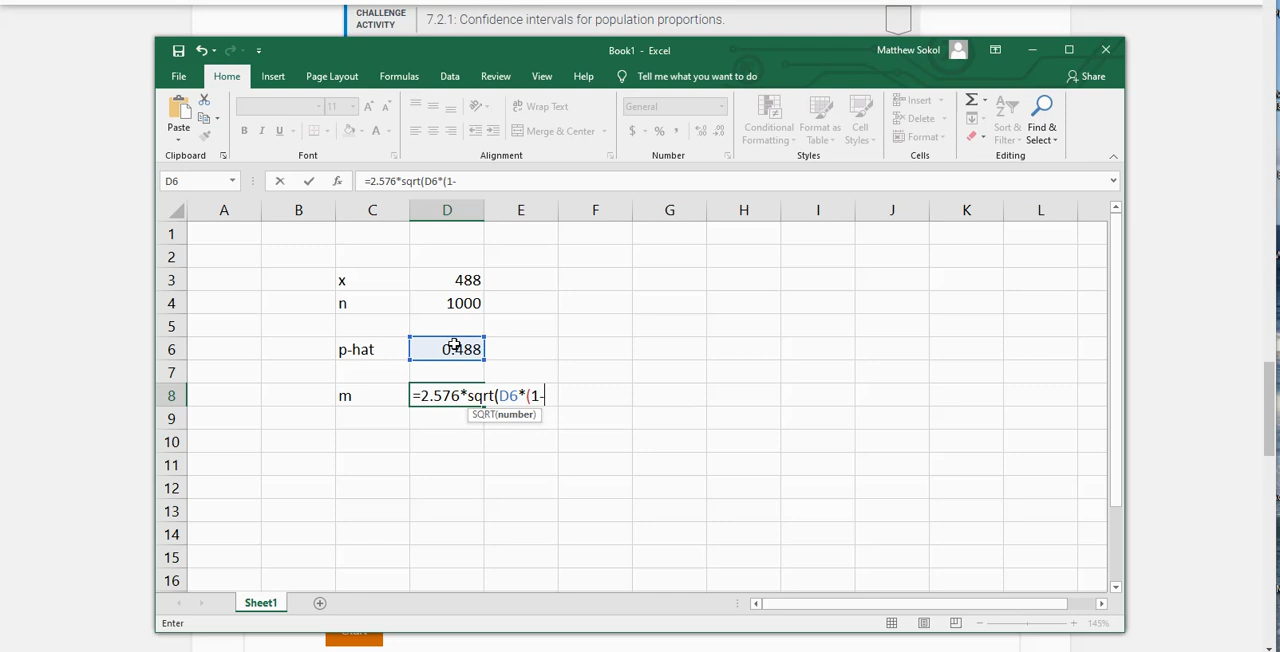 CHALLENGE
ACTIVITY
7.2.1: Confidence intervals for population proportions.
Book1 - Excel
Matthew Sokol
File Home Insert Page Layout Formulas Data Review View Help Tell me what you want to do Share
Paste
11
Wrap Text
General
Merge & Center
$ % ,
Conditional
Formatting
Format as
Table
Cell
Styles
Insert
Delete
Format
Sort &
Filter
Find &
Select
Clipboard Font Alignment Number Styles Cells Editing
D6 fx =2.576*sqrt(D6*(1-
A B C D E F G H I J K L
1
2
3 x 488
4 n 1000
5
6 p-hat 0.488
7
8 m =2.576*sqrt(D6*(1-
SQRT(number)
9
10
11
12
13
14
15
16
Sheet1
Enter 145%